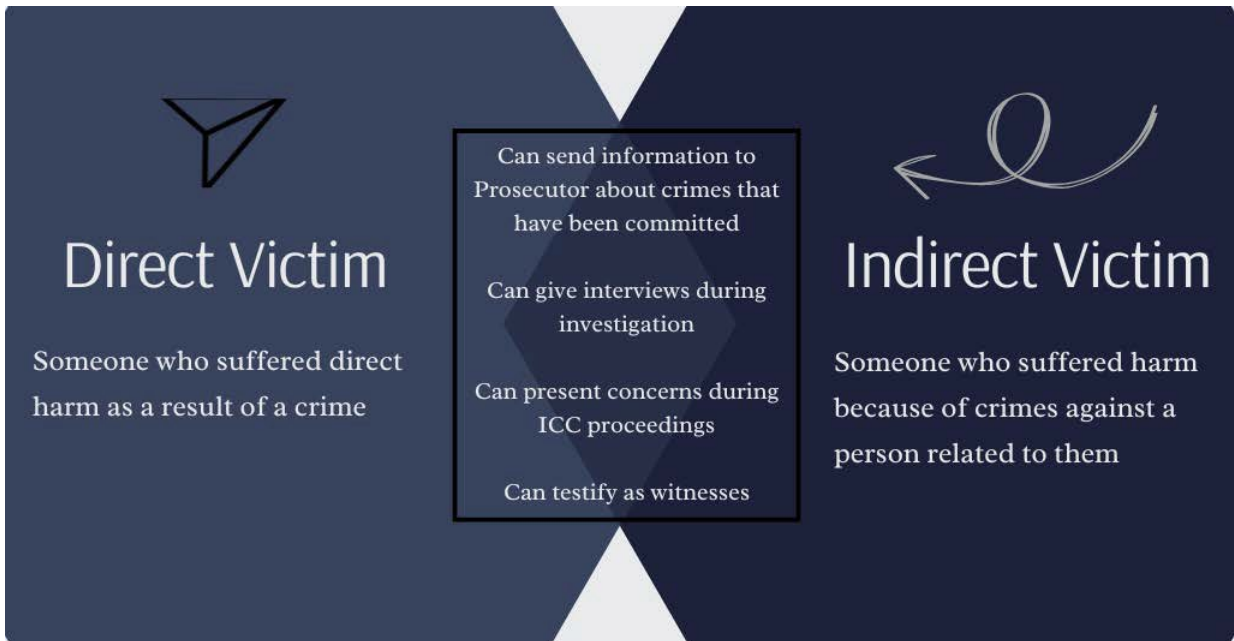 Direct Victim
Someone who suffered direct
harm as a result of a crime
Can send information to
Prosecutor about crimes that
have been committed
Can give interviews during
investigation
Can present concerns during
ICC proceedings
Can testify as witnesses
Indirect Victim
Someone who suffered harm
because of crimes against a
person related to them